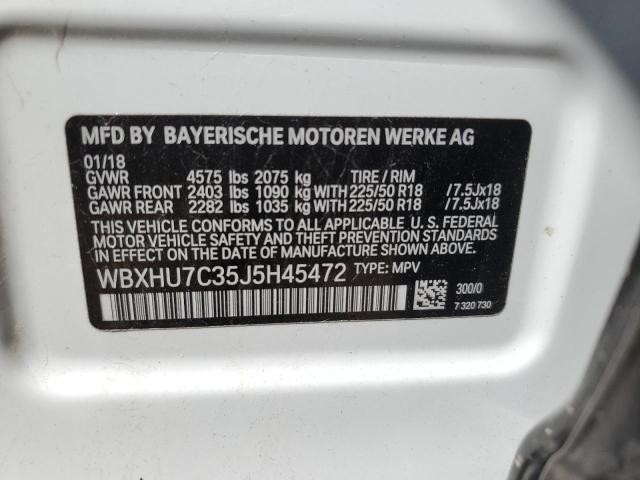 MFD BY BAYERISCHE MOTOREN WERKE AG
01/18
GVWR 4575 lbs 2075 kg TIRE / RIM
GAWR FRONT 2403 lbs 1090 kg WITH 225/50 R18 /7.5Jx18
GAWR REAR 2282 lbs 1035 kg WITH 225/50 R18 /7.5Jx18
THIS VEHICLE CONFORMS TO ALL APPLICABLE U. S. FEDERAL
MOTOR VEHICLE SAFETY AND THEFT PREVENTION STANDARDS
IN EFFECT ON THE DATE OF MANUFACTURE SHOWN ABOVE.
WBXHU7C35J5H45472 TYPE: MPV
300/0
7 320 730